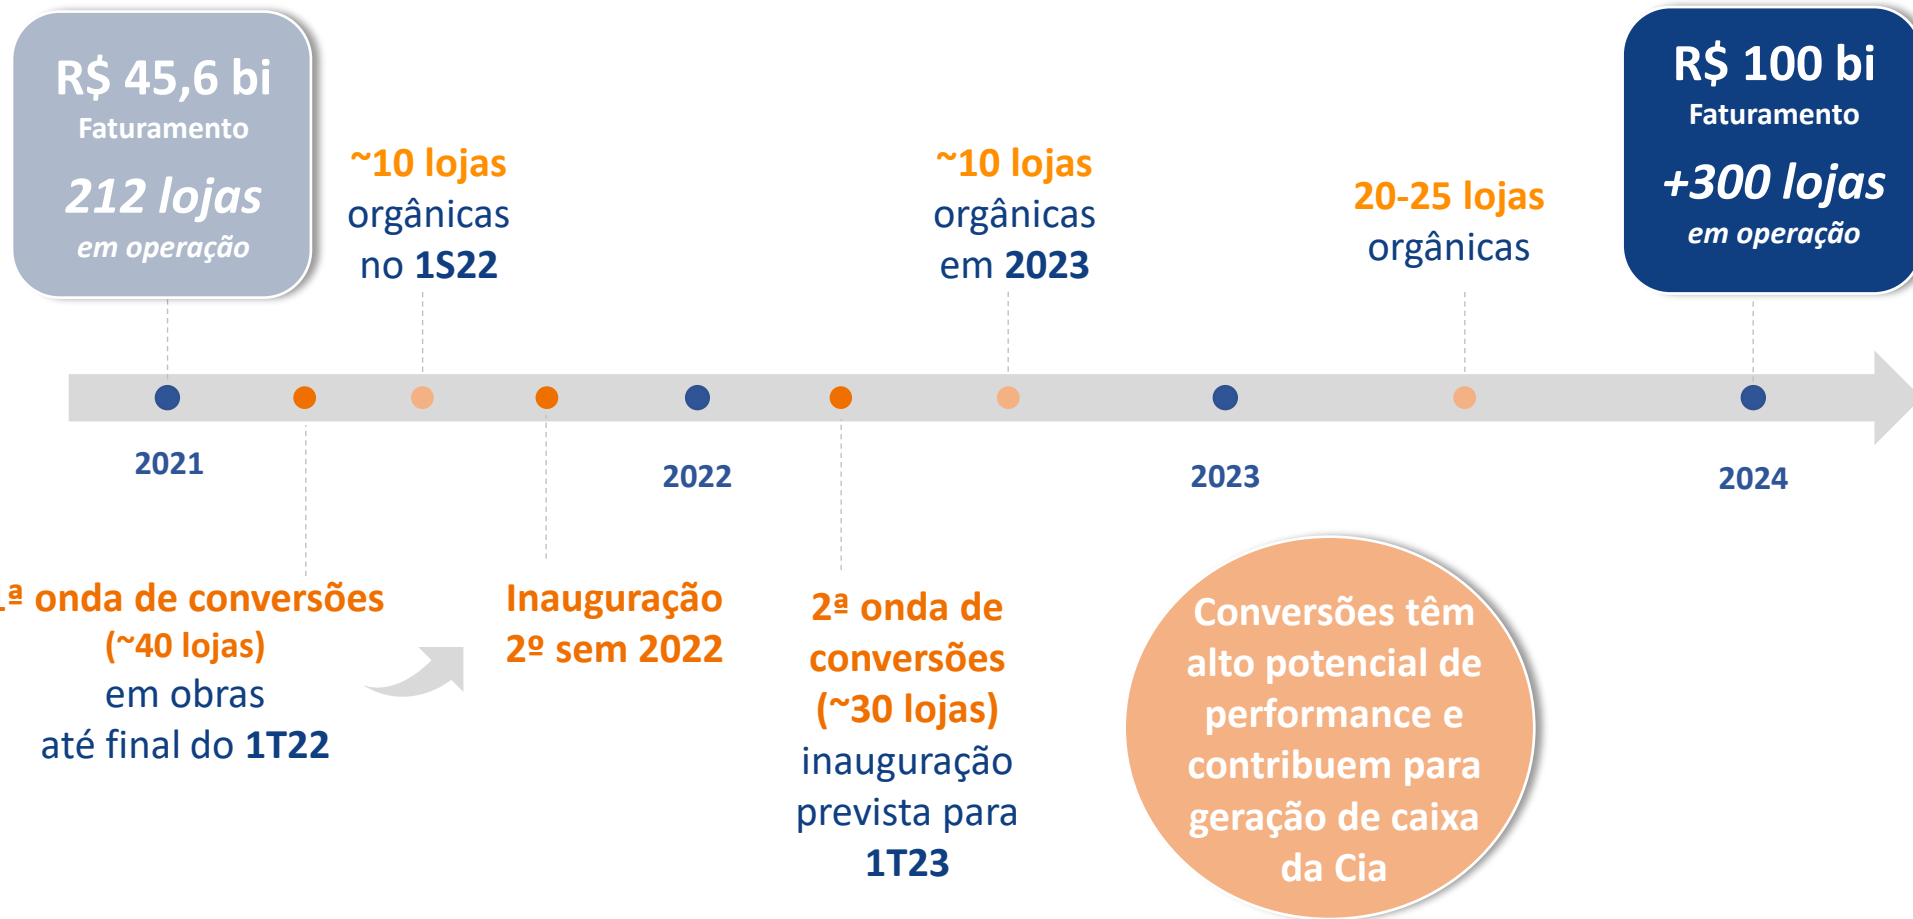 R$ 45,6 bi
Faturamento
212 lojas
em operação
~10 lojas
orgânicas
no 1S22
~10 lojas
orgânicas
em 2023
20-25 lojas
orgânicas
R$ 100 bi
Faturamento
+300 lojas
em operação
2021
2022
2023
2024
1ª onda de conversões
(~40 lojas)
em obras
até final do 1T22
Inauguração
2º sem 2022
2ª onda de
conversões
(~30 lojas)
inauguração
prevista para
1T23
Conversões têm
alto potencial de
performance e
contribuem para
geração de caixa
da Cia